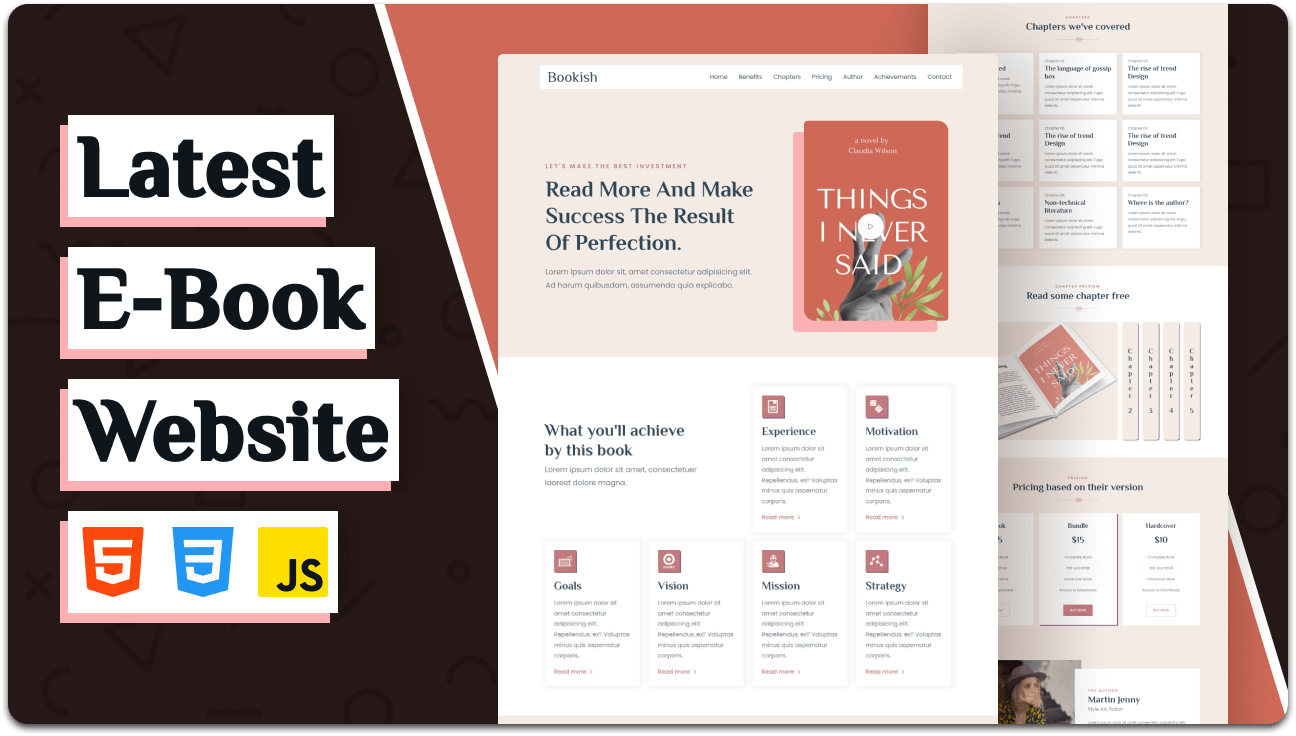 Latest
E-Book
Website
JS
Bookish
Home Benefits Chapters Pricing Author Achievements Contact
LET'S MAKE THE BEST INVESTMENT
Read More And Make
Success The Result
Of Perfection.
Lorem ipsum dolor sit, amet consectetur adipisicing elit.
Ad harum quibusdam, assumenda quia explicabo.
a novel by
Claudia Wilson
THINGS
I NEVER
SAID
What you'll achieve
by this book
Lorem ipsum dolor sit amet, consectetuer
laoreet dolore magna.
Experience
Lorem ipsum dolor sit
amet consectetur
adipisicing elit.
Repellendus, ex? Voluptas
minus quis aspernatur
corporis.
Read more
Motivation
Lorem ipsum dolor sit
amet consectetur
adipisicing elit.
Repellendus, ex? Voluptas
minus quis aspernatur
corporis.
Read more
Goals
Lorem ipsum dolor sit
amet consectetur
adipisicing elit.
Repellendus, ex? Voluptas
minus quis aspernatur
corporis.
Read more
Vision
Lorem ipsum dolor sit
amet consectetur
adipisicing elit.
Repellendus, ex? Voluptas
minus quis aspernatur
corporis.
Read more
Mission
Lorem ipsum dolor sit
amet consectetur
adipisicing elit.
Repellendus, ex? Voluptas
minus quis aspernatur
corporis.
Read more
Strategy
Lorem ipsum dolor sit
amet consectetur
adipisicing elit.
Repellendus, ex? Voluptas
minus quis aspernatur
corporis.
Read more
CHAPTERS
Chapters we've covered
The language of gossip
box
The rise of trend
Design
The rise of trend
Design
The rise of trend
Design
Non-technical
literature
Where is the author?
CHAPTER PREVIEW
Read some chapter free
THINGS
I NEVER
SAID
Chapter 2
Chapter 3
Chapter 4
Chapter 5
PRICING
Pricing based on their version
Bundle
$15
Complete Book
BUY NOW
Hardcover
$10
Complete Book
BUY NOW
THE AUTHOR
Martin Jenny
Style Art, Fiction